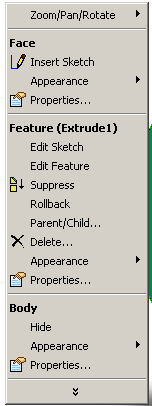 Zoom/Pan/Rotate
Face
Insert Sketch
Appearance
Properties...
Feature (Extrude1)
Edit Sketch
Edit Feature
Suppress
Rollback
Parent/Child...
Delete...
Appearance
Properties...
Body
Hide
Appearance
Properties...